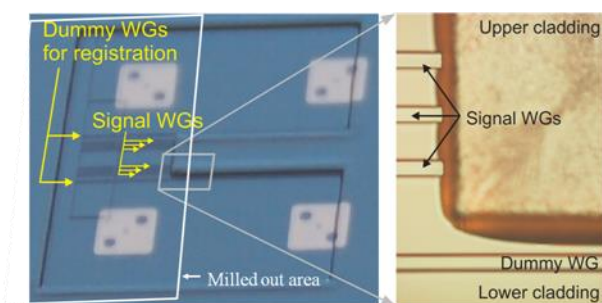 Dummy WGs
for registration
Signal WGs
Milled out area
Upper cladding
Signal WGs
Dummy WG
Lower cladding